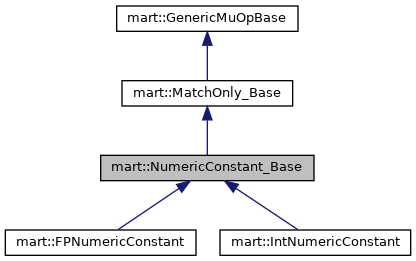 mart::GenericMuOpBase
mart::MatchOnly_Base
mart::NumericConstant_Base
mart::FPNumericConstant
mart::IntNumericConstant